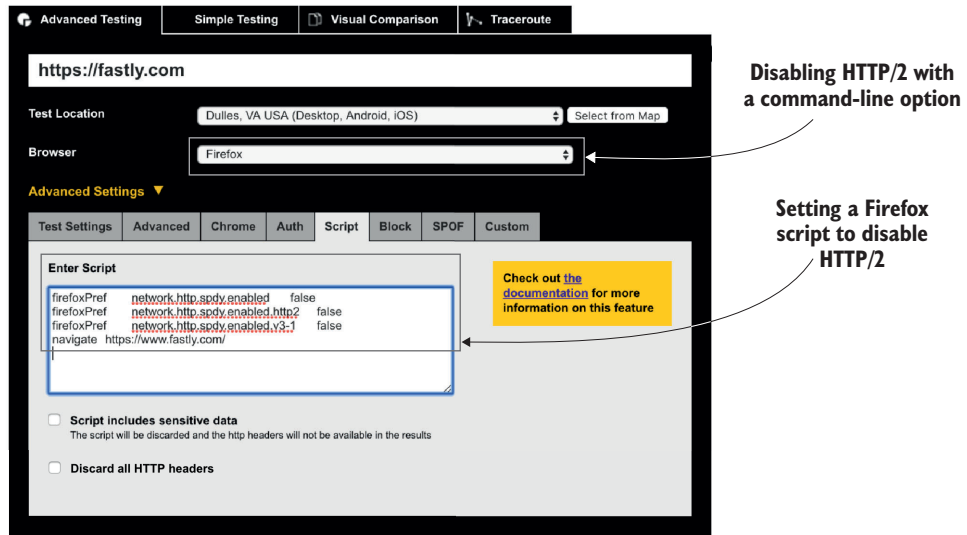 Advanced Testing
Simple Testing
Visual Comparison
Traceroute
https://fastly.com
Disabling HTTP/2 with
a command-line option
Test Location
Dulles, VA USA (Desktop, Android, iOS)
Select from Map
Browser
Firefox
Advanced Settings ▼
Test Settings
Advanced
Chrome
Auth
Script
Block
SPOF
Custom
Setting a Firefox
script to disable
HTTP/2
Enter Script
firefoxPref network.http.spdy.enabled false
firefoxPref network.http.spdy.enabled.http2 false
firefoxPref network.http.spdy.enabled.v3-1 false
navigate https://www.fastly.com/
Check out the
documentation for more
information on this feature
Script includes sensitive data
The script will be discarded and the http headers will not be available in the results
Discard all HTTP headers